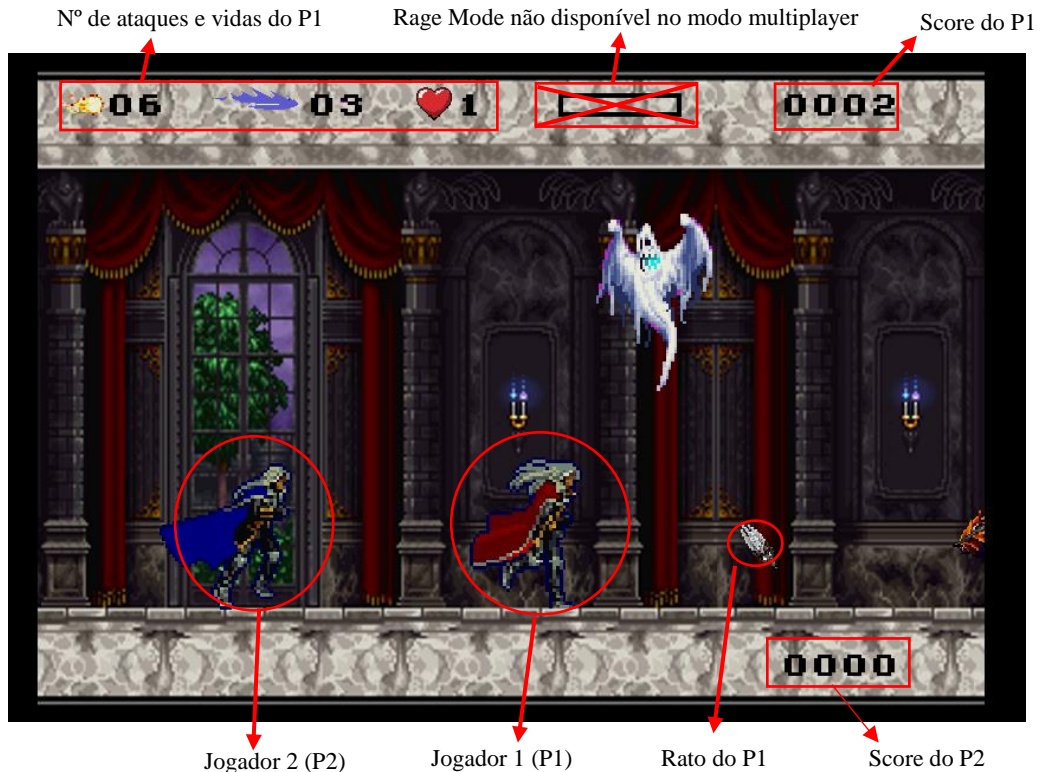 Nº de ataques e vidas do P1
Rage Mode não disponível no modo multiplayer
Score do P1
06 03 1
0002
0000
Jogador 2 (P2)
Jogador 1 (P1)
Rato do P1
Score do P2